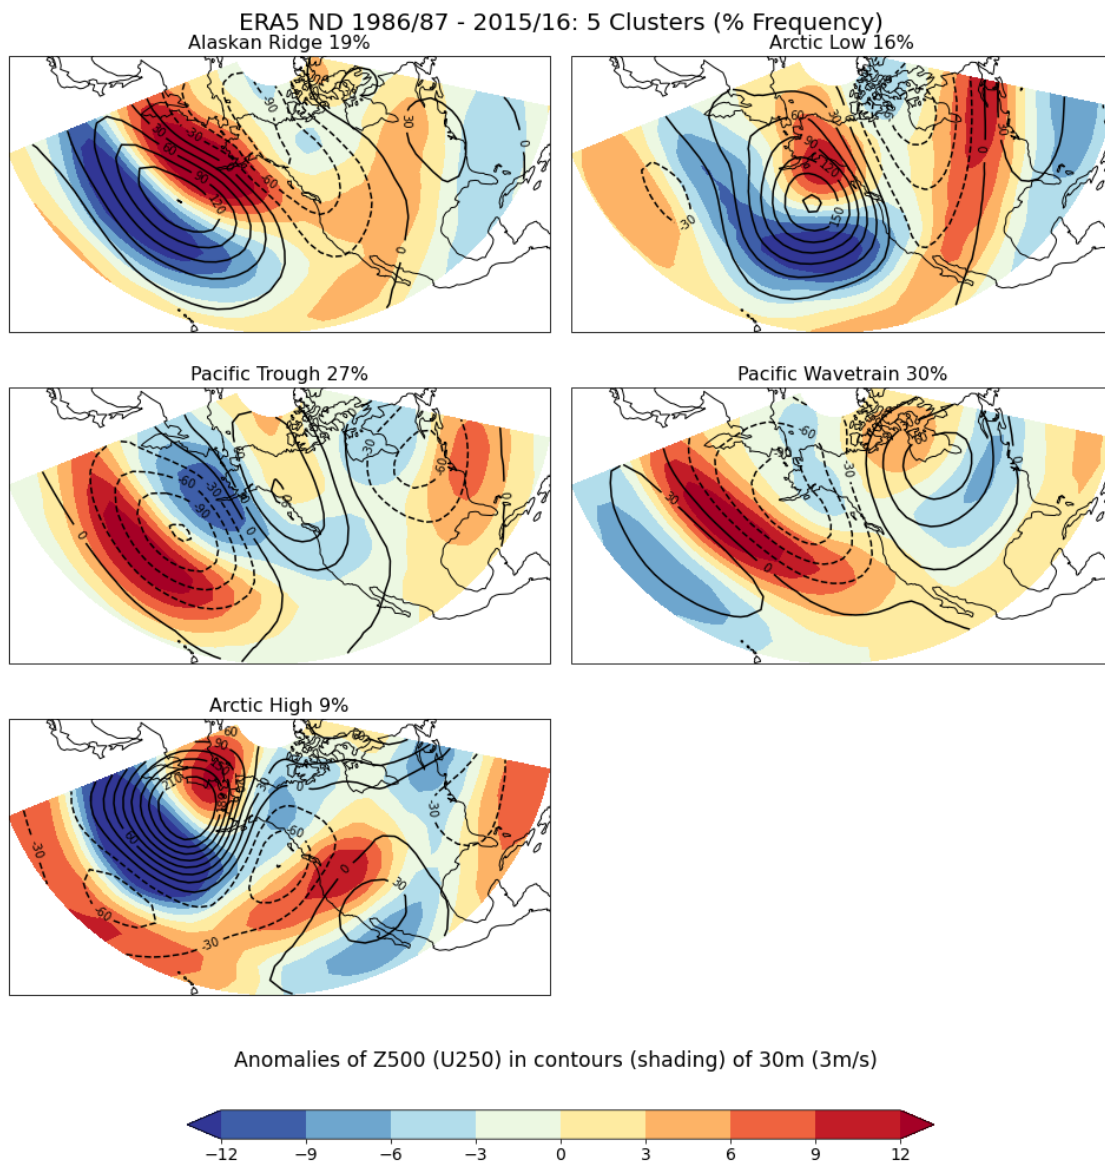 ERA5 ND 1986/87 - 2015/16: 5 Clusters (% Frequency)
Alaskan Ridge 19%
Arctic Low 16%
Pacific Trough 27%
Pacific Wavetrain 30%
Arctic High 9%
Anomalies of Z500 (U250) in contours (shading) of 30m (3m/s)
−12 −9 −6 −3 0 3 6 9 12